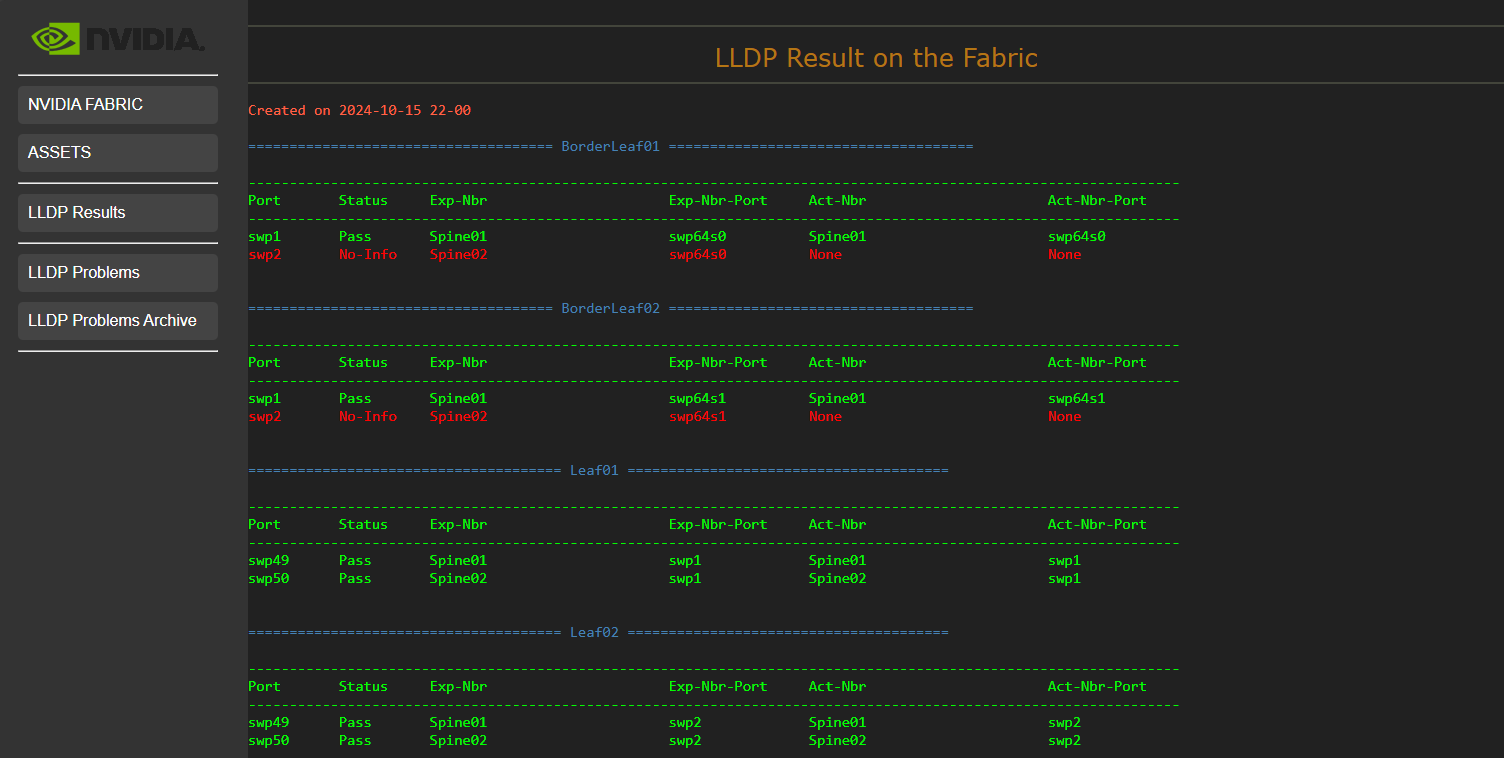 NVIDIA.
NVIDIA FABRIC
ASSETS
LLDP Results
LLDP Problems
LLDP Problems Archive
LLDP Result on the Fabric
Created on 2024-10-15 22-00
===================================== BorderLeaf01 =====================================
-----------------------------------------------------------------------------------------------------------------
Port Status Exp-Nbr Exp-Nbr-Port Act-Nbr Act-Nbr-Port
-----------------------------------------------------------------------------------------------------------------
swp1 Pass Spine01 swp64s0 Spine01 swp64s0
swp2 No-Info Spine02 swp64s0 None None
===================================== BorderLeaf02 =====================================
-----------------------------------------------------------------------------------------------------------------
Port Status Exp-Nbr Exp-Nbr-Port Act-Nbr Act-Nbr-Port
-----------------------------------------------------------------------------------------------------------------
swp1 Pass Spine01 swp64s1 Spine01 swp64s1
swp2 No-Info Spine02 swp64s1 None None
====================================== Leaf01 =======================================
-----------------------------------------------------------------------------------------------------------------
Port Status Exp-Nbr Exp-Nbr-Port Act-Nbr Act-Nbr-Port
-----------------------------------------------------------------------------------------------------------------
swp49 Pass Spine01 swp1 Spine01 swp1
swp50 Pass Spine02 swp1 Spine02 swp1
====================================== Leaf02 =======================================
-----------------------------------------------------------------------------------------------------------------
Port Status Exp-Nbr Exp-Nbr-Port Act-Nbr Act-Nbr-Port
-----------------------------------------------------------------------------------------------------------------
swp49 Pass Spine01 swp2 Spine01 swp2
swp50 Pass Spine02 swp2 Spine02 swp2